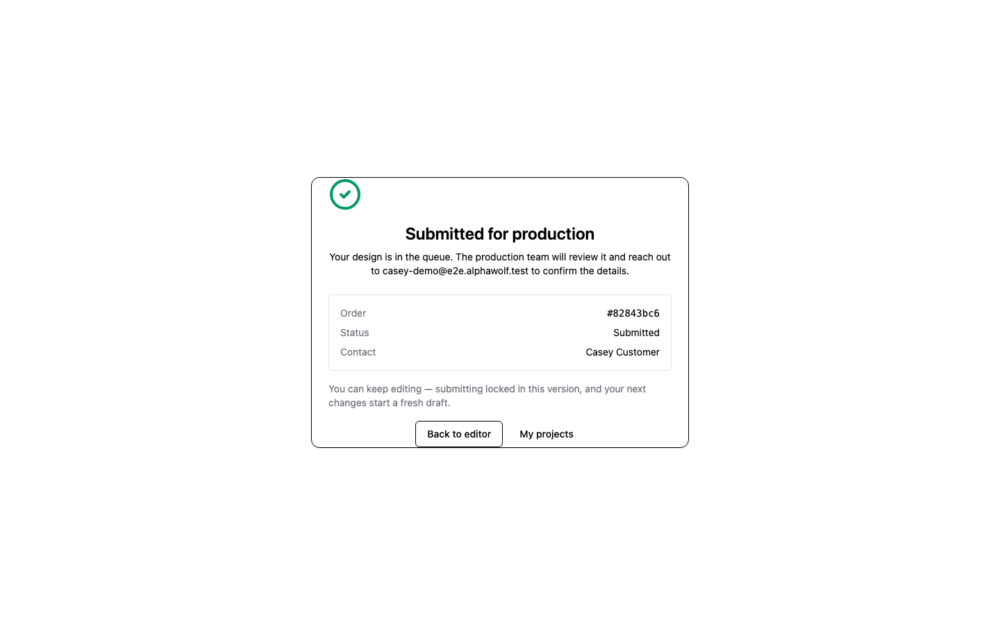 Submitted for production
Your design is in the queue. The production team will review it and reach out
to casey-demo@e2e.alphawolf.test to confirm the details.
Order #82843bc6
Status Submitted
Contact Casey Customer
You can keep editing — submitting locked in this version, and your next
changes start a fresh draft.
Back to editor My projects